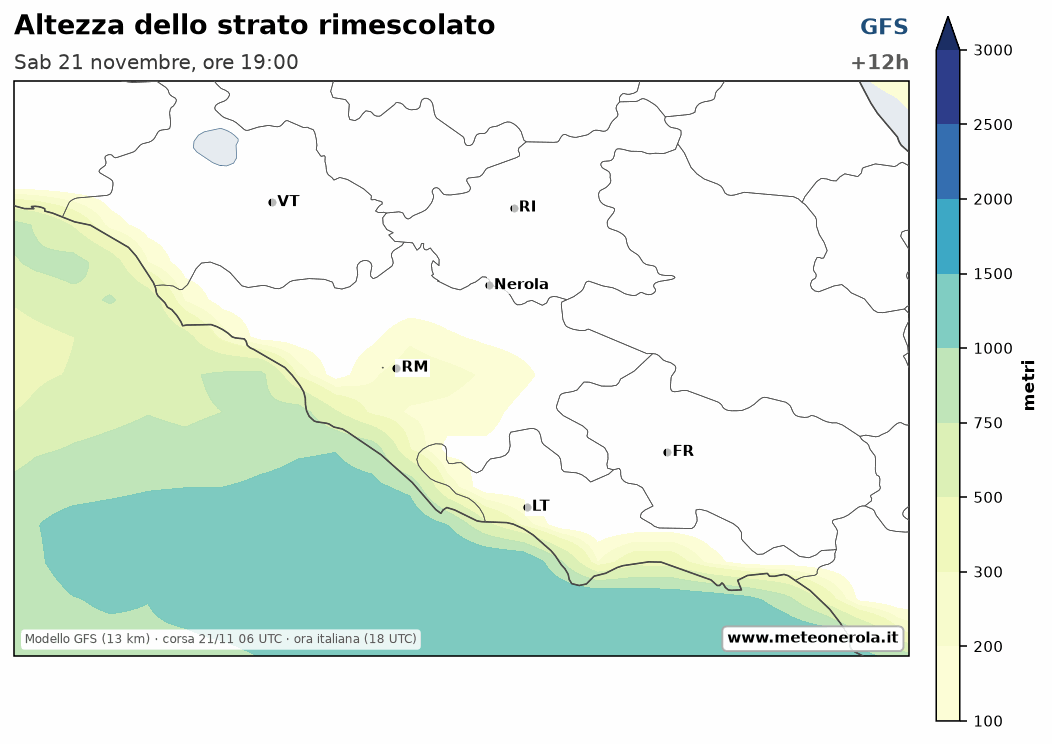 Altezza dello strato rimescolato
GFS
Sab 21 novembre, ore 19:00
+12h
3000
2500
2000
1500
1000
750
500
300
200
100
metri
VT
RI
Nerola
RM
FR
LT
Modello GFS (13 km) · corsa 21/11 06 UTC · ora italiana (18 UTC)
www.meteonerola.it